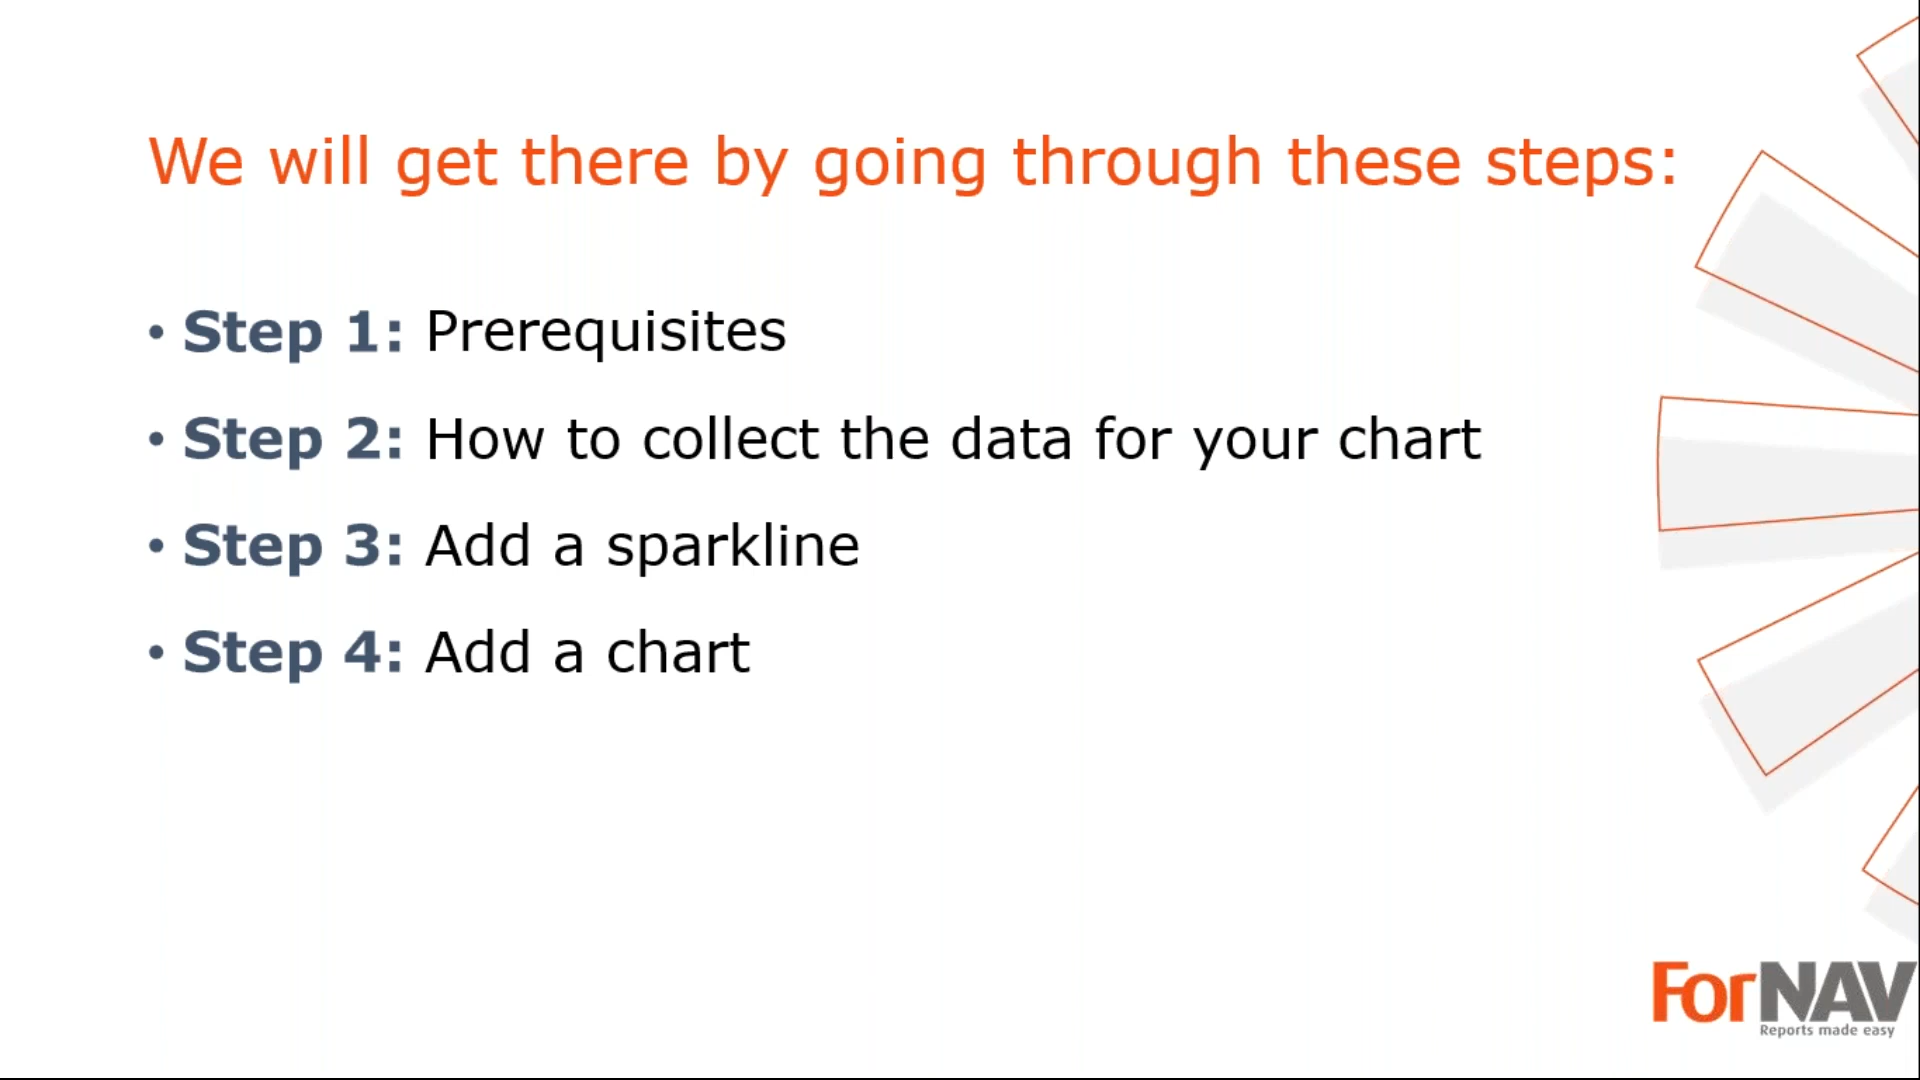 We will get there by going through these steps:
• Step 1: Prerequisites
• Step 2: How to collect the data for your chart
• Step 3: Add a sparkline
• Step 4: Add a chart
ForNAV
Reports made easy